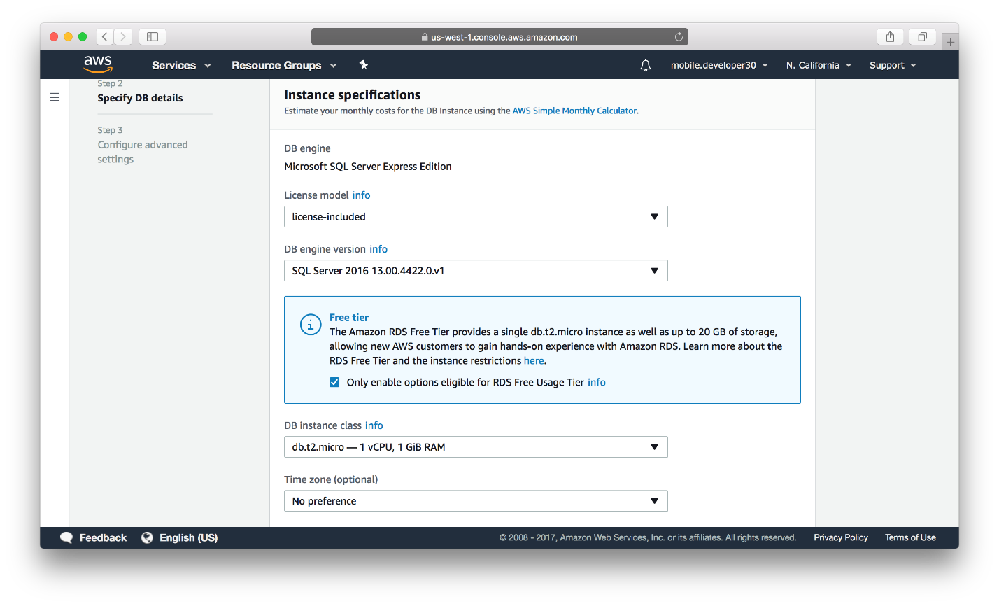 us-west-1.console.aws.amazon.com
aws
Services
Resource Groups
mobile.developer30
N. California
Support
Step 2
Specify DB details
Step 3
Configure advanced
settings
Instance specifications
Estimate your monthly costs for the DB Instance using the AWS Simple Monthly Calculator.
DB engine
Microsoft SQL Server Express Edition
License model info
license-included
DB engine version info
SQL Server 2016 13.00.4422.0.v1
Free tier
The Amazon RDS Free Tier provides a single db.t2.micro instance as well as up to 20 GB of storage,
allowing new AWS customers to gain hands-on experience with Amazon RDS. Learn more about the
RDS Free Tier and the instance restrictions here.
Only enable options eligible for RDS Free Usage Tier info
DB instance class info
db.t2.micro — 1 vCPU, 1 GiB RAM
Time zone (optional)
No preference
Feedback
English (US)
© 2008 - 2017, Amazon Web Services, Inc. or its affiliates. All rights reserved.
Privacy Policy
Terms of Use